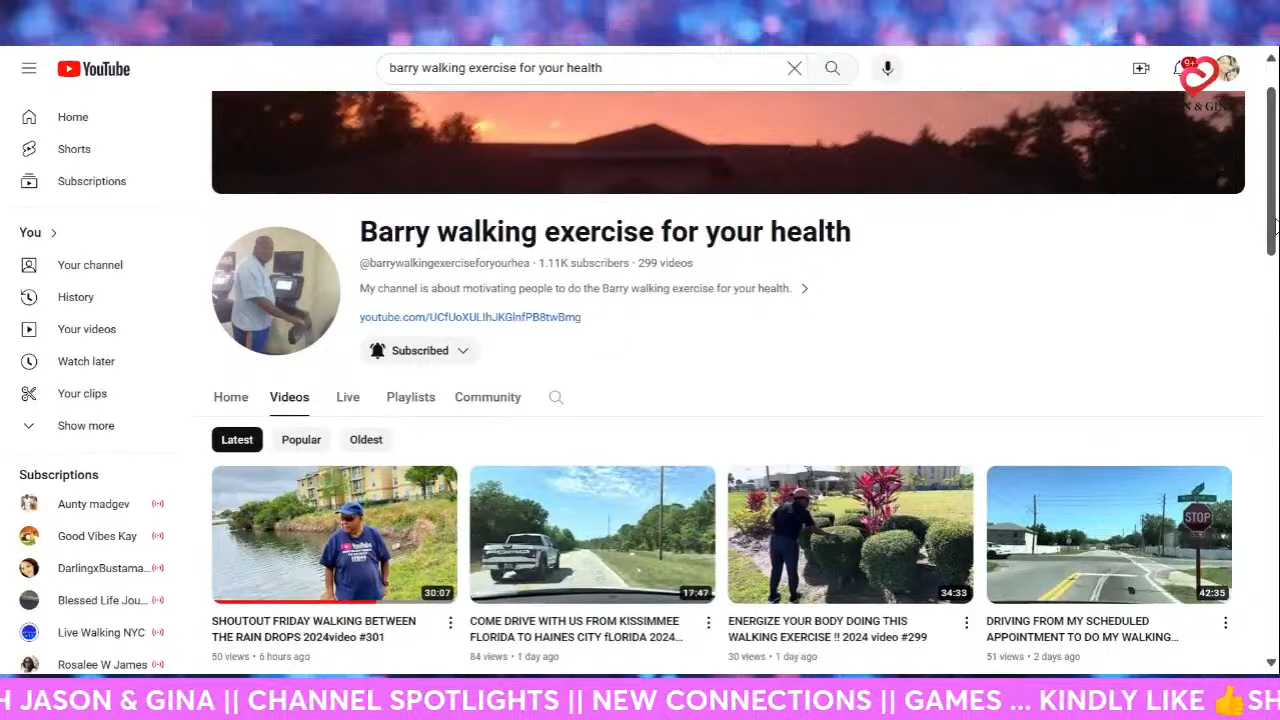 YouTube
barry walking exercise for your health
9+
Home
Shorts
Subscriptions
You
Your channel
History
Your videos
Watch later
Your clips
Show more
Subscriptions
Aunty madgev
Good Vibes Kay
DarlingxBustama...
Blessed Life Jou...
Live Walking NYC
Rosalee W James
Barry walking exercise for your health
@barrywalkingexerciseforyourhea · 1.11K subscribers · 299 videos
My channel is about motivating people to do the Barry walking exercise for your health.
Subscribed
Home Videos Live Playlists Community
Latest Popular Oldest
30:07
17:47
34:33
STOP
42:35
SHOUTOUT FRIDAY WALKING BETWEEN
THE RAIN DROPS 2024video #301
50 views • 6 hours ago
COME DRIVE WITH US FROM KISSIMMEE
FLORIDA TO HAINES CITY fLORIDA 2024...
84 views • 1 day ago
ENERGIZE YOUR BODY DOING THIS
WALKING EXERCISE !! 2024 video #299
30 views • 1 day ago
DRIVING FROM MY SCHEDULED
APPOINTMENT TO DO MY WALKING...
51 views • 2 days ago
H JASON & GINA || CHANNEL SPOTLIGHTS || NEW CONNECTIONS || GAMES ... KINDLY LIKE 👍SH